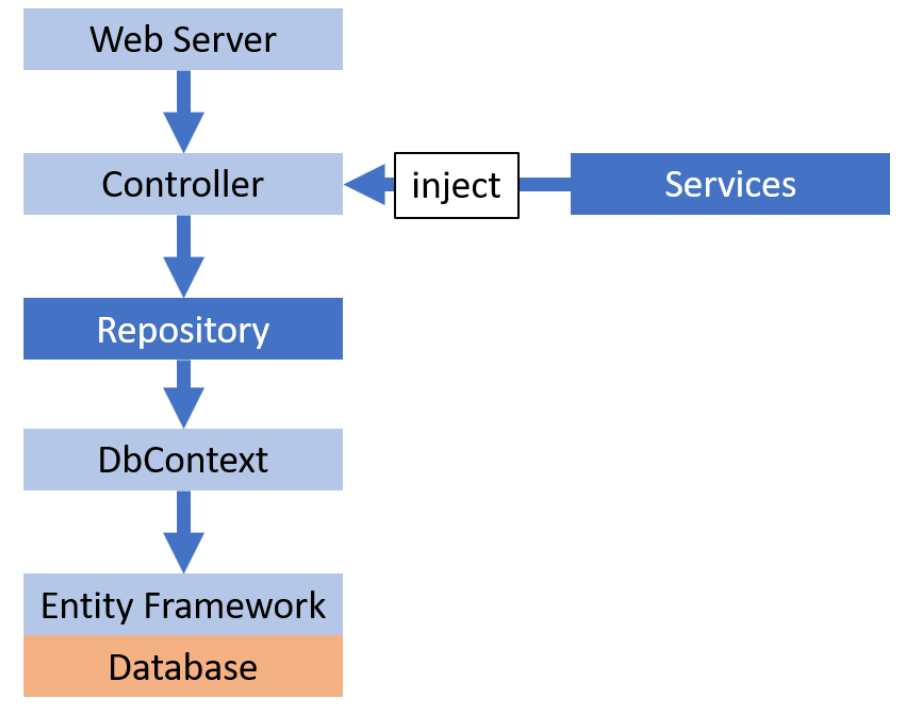 Web Server
Controller
inject
Services
Repository
DbContext
Entity Framework
Database